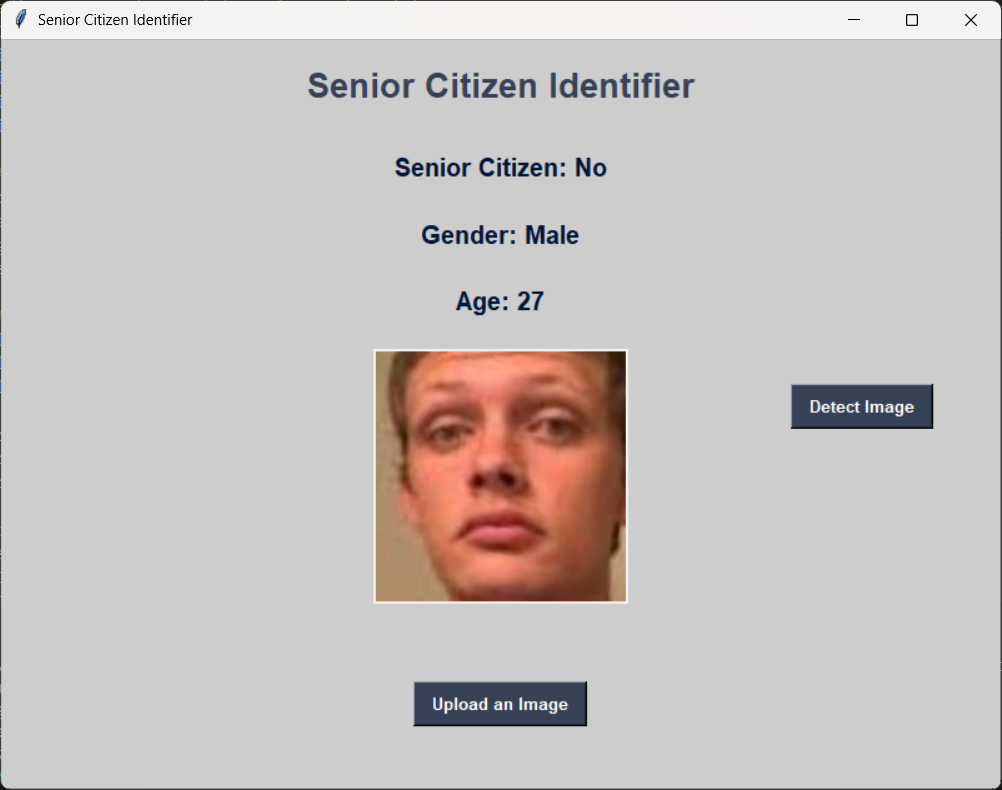 Senior Citizen Identifier
Senior Citizen Identifier
Senior Citizen: No
Gender: Male
Age: 27
Detect Image
Upload an Image